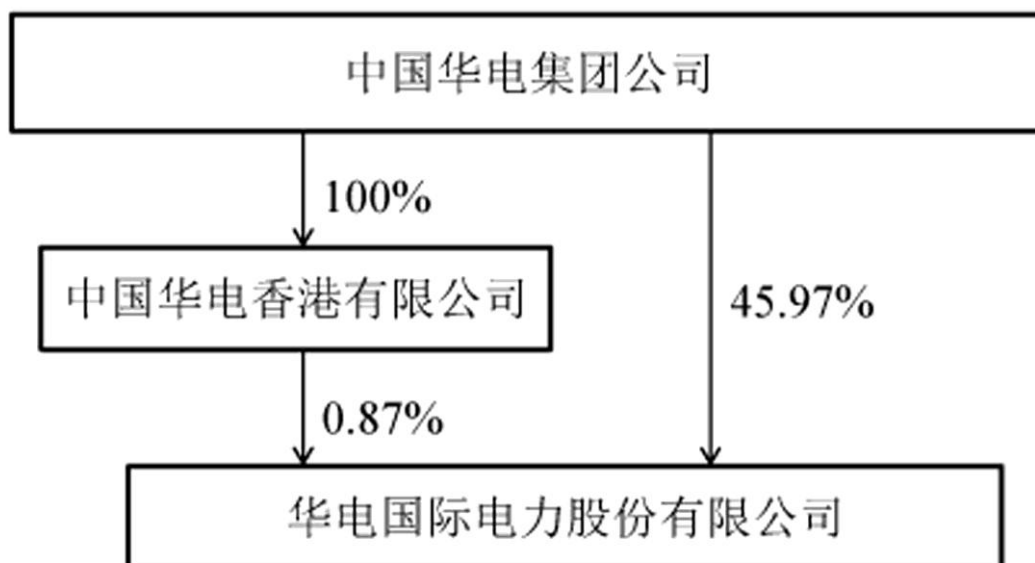 中国华电集团公司
100%
中国华电香港有限公司
45.97%
0.87%
华电国际电力股份有限公司